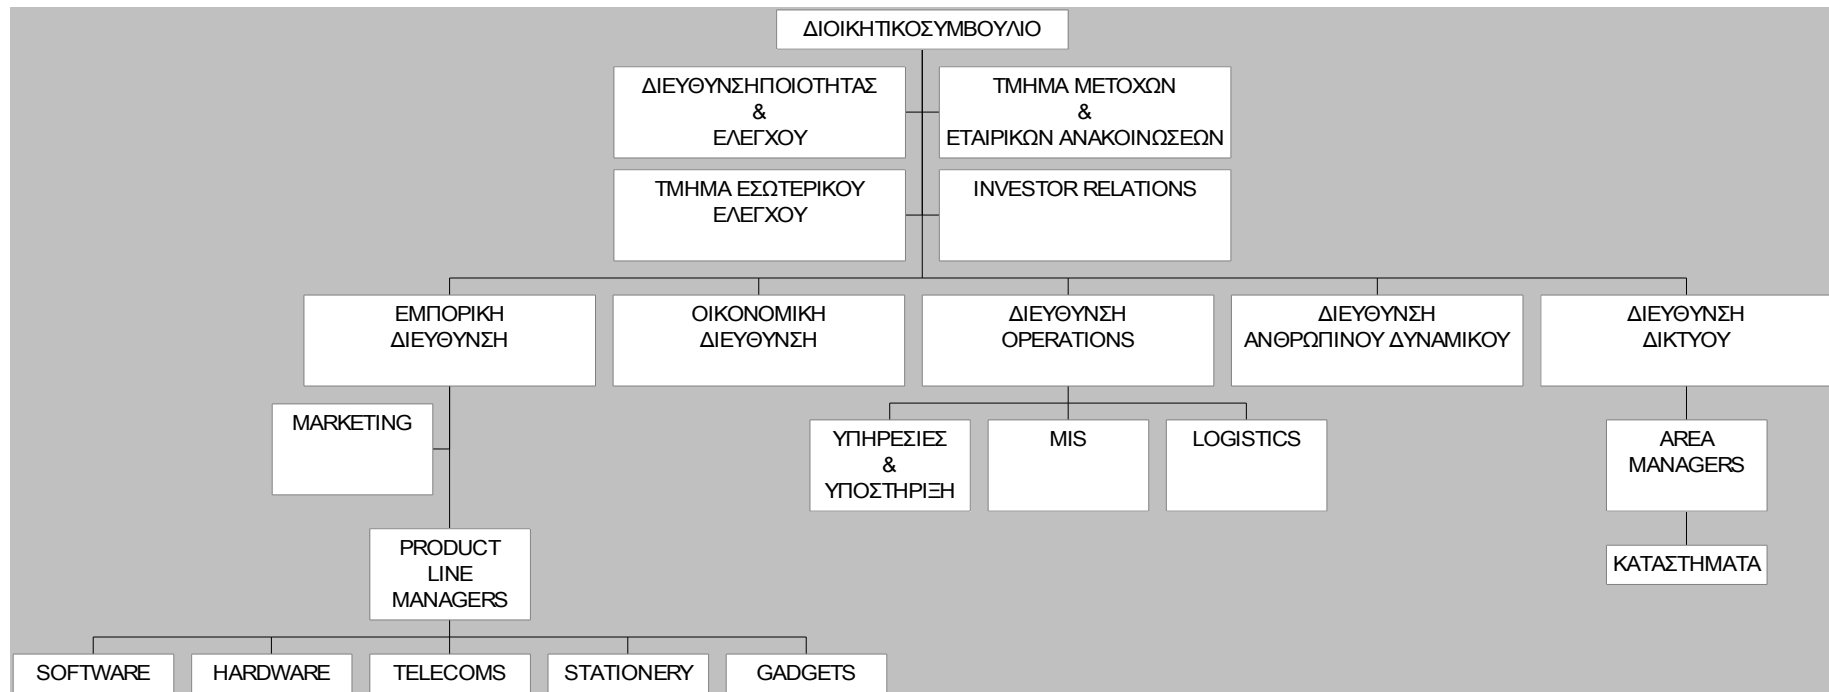 ΔΙΟΙΚΗΤΙΚΟΣΥΜΒΟΥΛΙΟ
ΔΙΕΥΘΥΝΣΗΠΟΙΟΤΗΤΑΣ
&
ΕΛΕΓΧΟΥ
ΤΜΗΜΑ ΜΕΤΟΧΩΝ
&
ΕΤΑΙΡΙΚΩΝ ΑΝΑΚΟΙΝΩΣΕΩΝ
ΤΜΗΜΑ ΕΣΩΤΕΡΙΚΟΥ
ΕΛΕΓΧΟΥ
INVESTOR RELATIONS
ΕΜΠΟΡΙΚΗ
ΔΙΕΥΘΥΝΣΗ
ΟΙΚΟΝΟΜΙΚΗ
ΔΙΕΥΘΥΝΣΗ
ΔΙΕΥΘΥΝΣΗ
OPERATIONS
ΔΙΕΥΘΥΝΣΗ
ΑΝΘΡΩΠΙΝΟΥ ΔΥΝΑΜΙΚΟΥ
ΔΙΕΥΘΥΝΣΗ
ΔΙΚΤΥΟΥ
MARKETING
ΥΠΗΡΕΣΙΕΣ
&
ΥΠΟΣΤΗΡΙΞΗ
MIS
LOGISTICS
AREA
MANAGERS
PRODUCT
LINE
MANAGERS
ΚΑΤΑΣΤΗΜΑΤΑ
SOFTWARE
HARDWARE
TELECOMS
STATIONERY
GADGETS